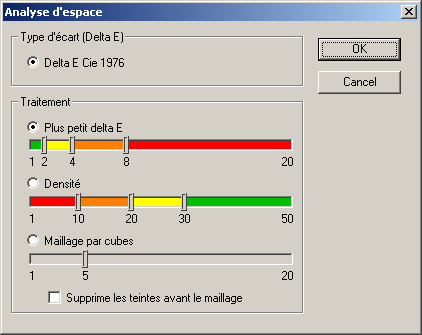 Analyse d'espace
Type d'écart (Delta E)
Delta E Cie 1976
OK
Cancel
Traitement
Plus petit delta E
1 2 4 8 20
Densité
1 10 20 30 50
Maillage par cubes
1 5 20
Supprime les teintes avant le maillage